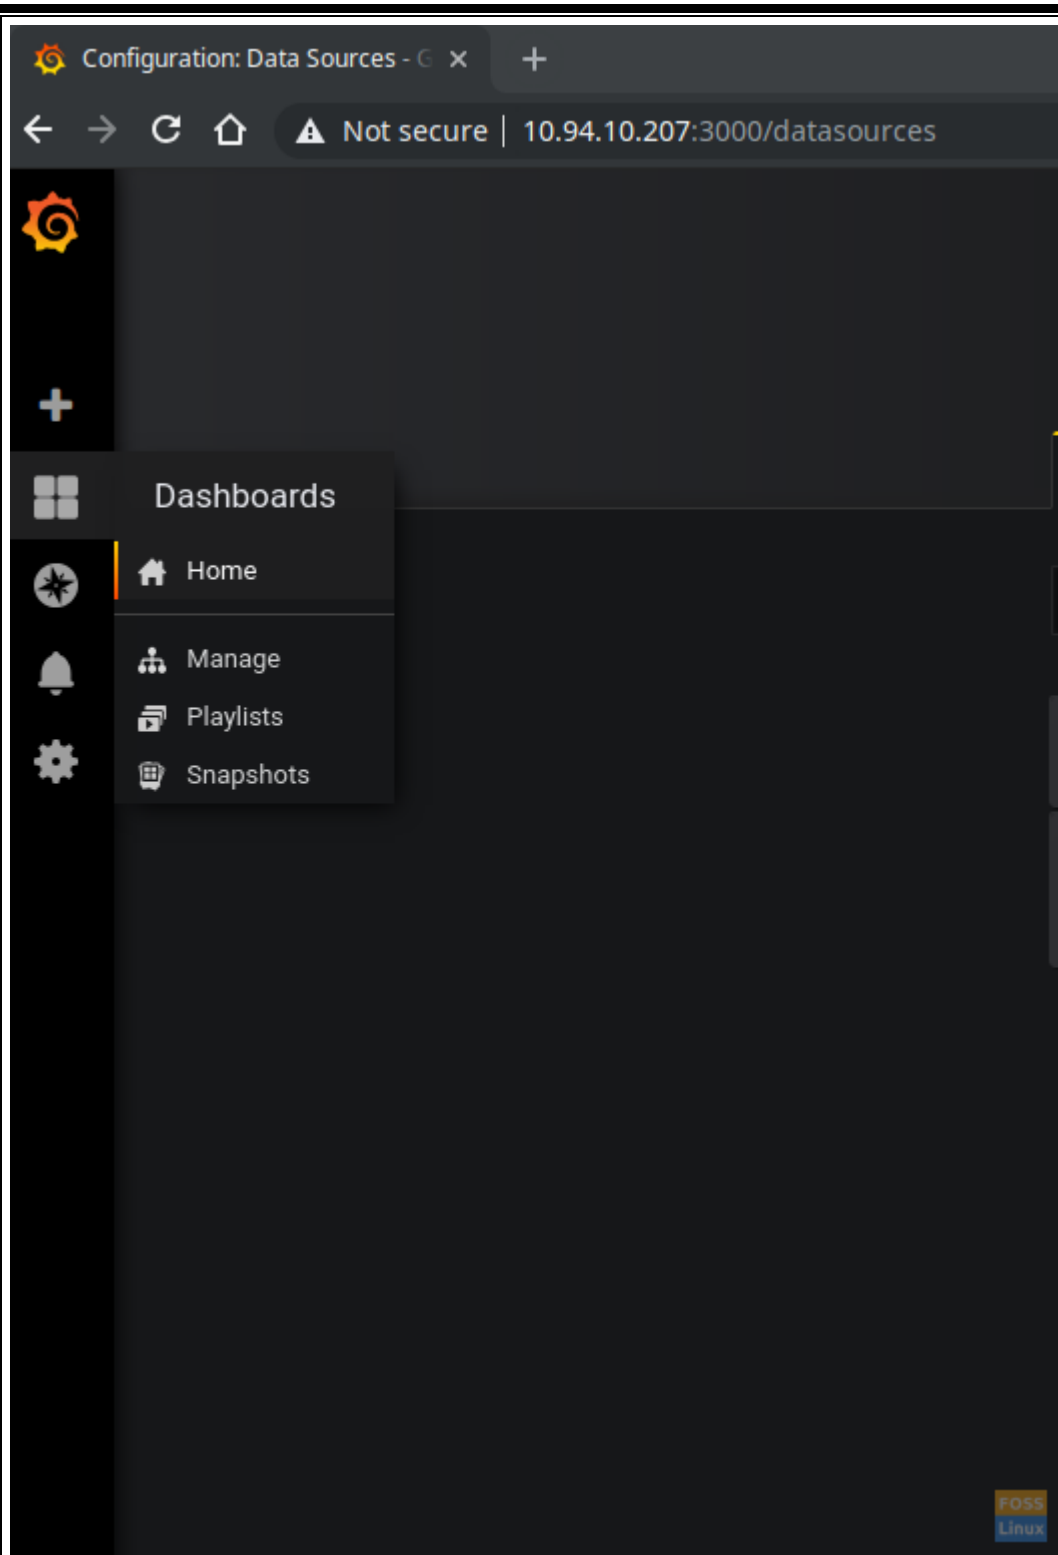 Configuration: Data Sources - G
Not secure | 10.94.10.207:3000/datasources
Dashboards
Home
Manage
Playlists
Snapshots
FOSS
Linux